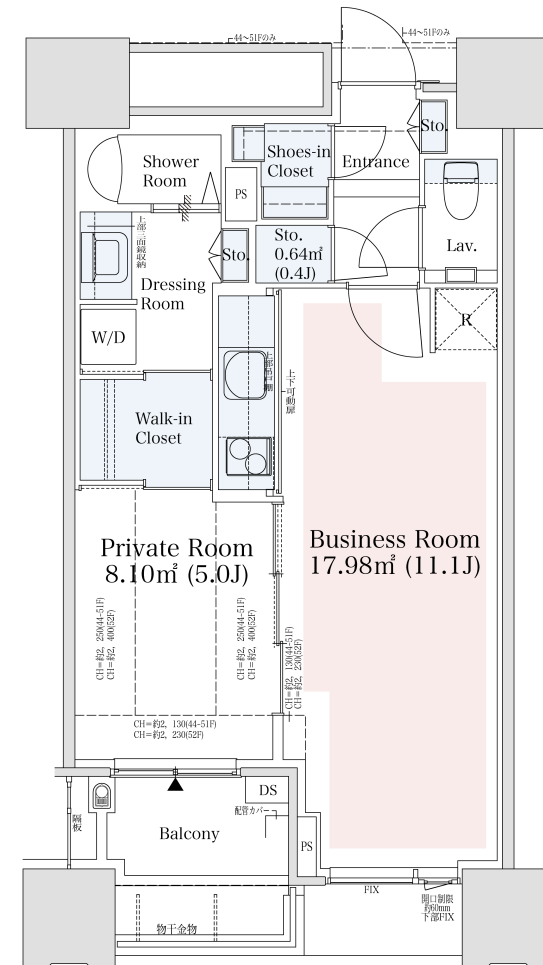 44〜51Fのみ
44〜51Fのみ
Sto.
Shower
Room
Shoes-in
Closet
Entrance
PS
上部三面鏡収納
Sto.
Sto.
0.64㎡
(0.4J)
Lav.
Dressing
Room
W/D
R
上下可動扉
Walk-in
Closet
Private Room
8.10㎡ (5.0J)
Business Room
17.98㎡ (11.1J)
CH=約2, 250(44-51F)
CH=約2, 400(52F)
CH=約2, 250(44-51F)
CH=約2, 400(52F)
CH=約2, 130(44-51F)
CH=約2, 230(52F)
CH=約2, 130(44-51F)
CH=約2, 230(52F)
DS
配管カバー
隔板
Balcony
PS
FIX
開口制限
約60mm
下部FIX
物干金物